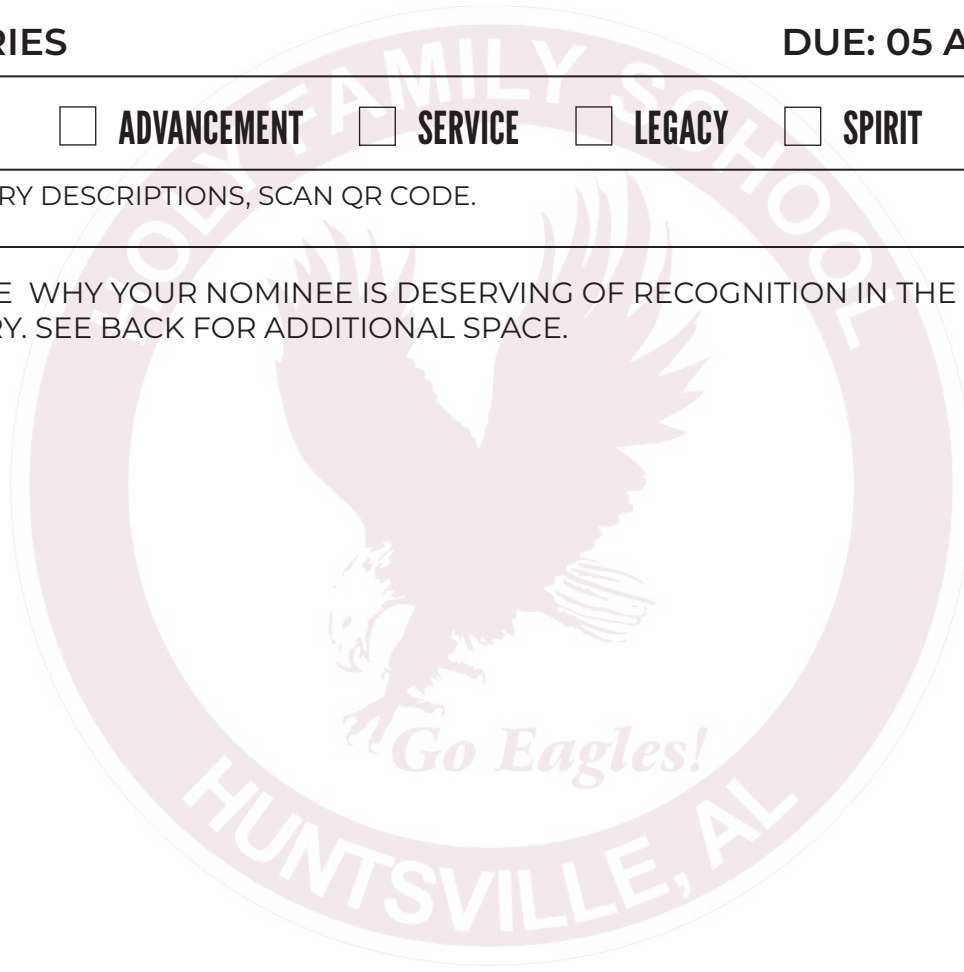 RIES DUE: 05 A
ADVANCEMENT SERVICE LEGACY SPIRIT
RY DESCRIPTIONS, SCAN QR CODE.
E WHY YOUR NOMINEE IS DESERVING OF RECOGNITION IN THE
RY. SEE BACK FOR ADDITIONAL SPACE.
HOLY FAMILY SCHOOL
Go Eagles!
HUNTSVILLE, AL